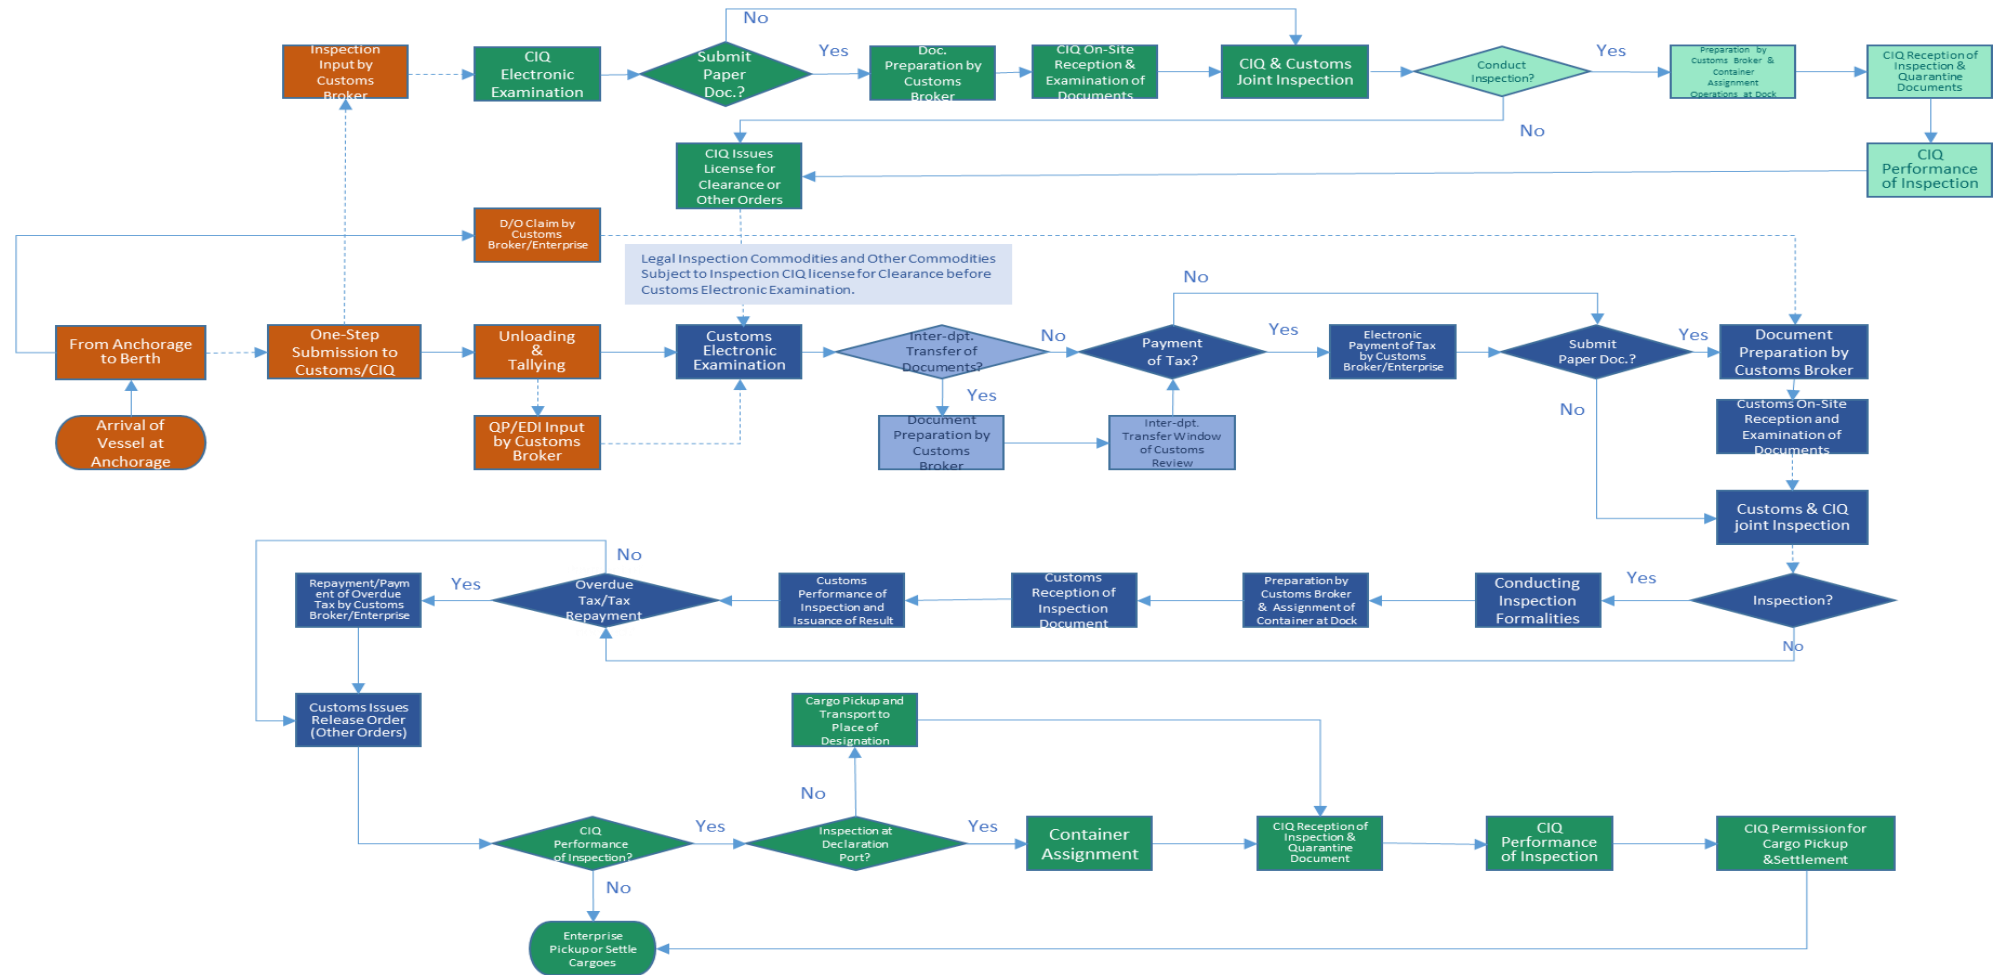 No
Inspection
Input by
Customs
Broker
CIQ
Electronic
Examination
Submit
Paper
Doc.?
Yes
Doc.
Preparation by
Customs
Broker
CIQ On-Site
Reception &
Examination of
Documents
CIQ & Customs
Joint Inspection
Conduct
Inspection?
Yes
Preparation by
Customs Broker &
Container
Assignment
Operations at Dock
CIQ Reception of
Inspection &
Quarantine
Documents
No
CIQ Issues
License for
Clearance or
Other Orders
CIQ
Performance
of Inspection
D/O Claim by
Customs
Broker/Enterprise
Legal Inspection Commodities and Other Commodities
Subject to Inspection CIQ license for Clearance before
Customs Electronic Examination.
No
From Anchorage
to Berth
One-Step
Submission to
Customs/CIQ
Unloading
&
Tallying
Customs
Electronic
Examination
Inter-dpt.
Transfer of
Documents?
No
Payment
of Tax?
Yes
Electronic
Payment of Tax
by Customs
Broker/Enterprise
Submit
Paper Doc.?
Yes
Document
Preparation by
Customs Broker
Arrival of
Vessel at
Anchorage
QP/EDI Input
by Customs
Broker
Yes
Document
Preparation by
Customs
Broker
Inter-dpt.
Transfer Window
of Customs
Review
No
Customs On-Site
Reception and
Examination of
Documents
Customs & CIQ
joint Inspection
No
Repayment/Paym
ent of Overdue
Tax by Customs
Broker/Enterprise
Yes
Overdue
Tax/Tax
Repayment
Customs
Performance of
Inspection and
Issuance of Result
Customs
Reception of
Inspection
Document
Preparation by
Customs Broker
& Assignment of
Container at Dock
Conducting
Inspection
Formalities
Yes
Inspection?
No
Customs Issues
Release Order
(Other Orders)
Cargo Pickup and
Transport to
Place of
Designation
No
CIQ
Performance
of Inspection?
Yes
Inspection at
Declaration
Port?
Yes
Container
Assignment
CIQ Reception of
Inspection &
Quarantine
Document
CIQ
Performance
of Inspection
CIQ Permission for
Cargo Pickup
&Settlement
No
Enterprise
Pickup or Settle
Cargoes